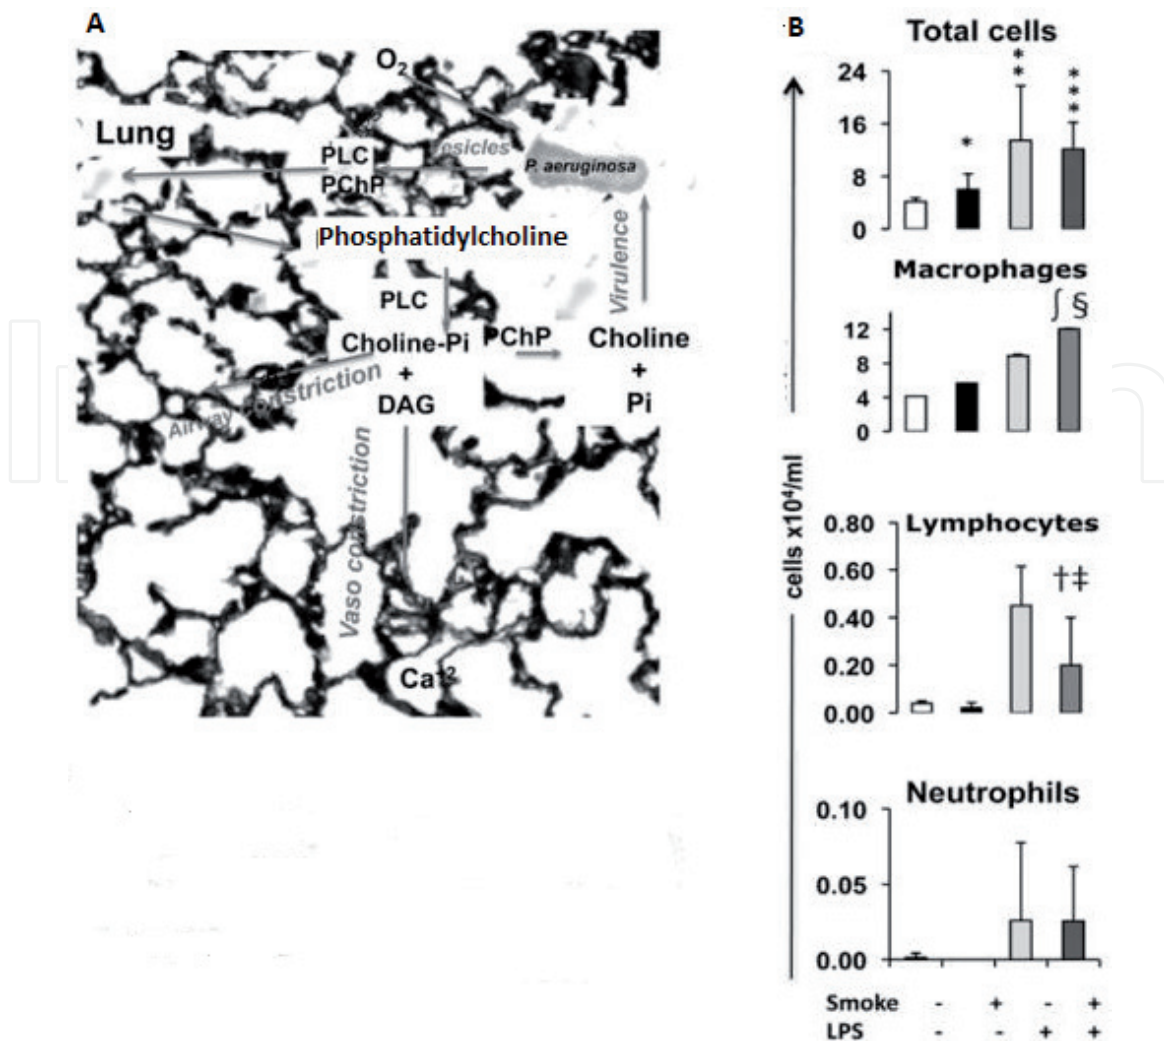 A
O2
Lung
PLC
PChP
esicles
P. aeruginosa
Phosphatidylcholine
PLC
Virulence
Choline-Pi
+
DAG
PChP
Choline
+
Pi
Airway constriction
Vaso constriction
Ca+2
B
Total cells
24
16
8
0
*
**
***
Macrophages
12
8
4
0
∫ §
cells x10⁴/ml
Lymphocytes
0.80
0.60
0.40
0.20
0.00
†‡
Neutrophils
0.10
0.05
0.00
Smoke - + - +
LPS - - + +